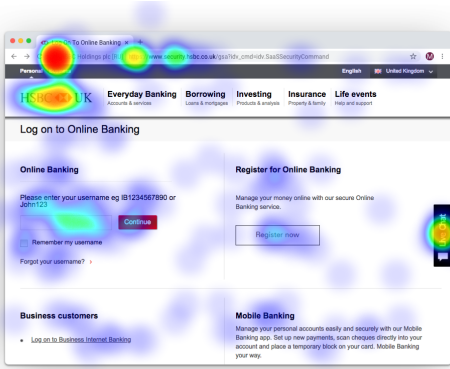 Log On To Online Banking
Holdings plc [
www.security.hsbc.co.uk/gsa?idv_cmd=idv.SaaSSecurityCommand
Personal
English
United Kingdom
HSBC.CO UK
Everyday Banking
Accounts & services
Borrowing
Loans & mortgages
Investing
Products & analysis
Insurance
Property & family
Life events
Help and support
Log on to Online Banking
Online Banking
Please enter your username eg IB1234567890 or
John123
Continue
Remember my username
Forgot your username? ›
Register for Online Banking
Manage your money online with our secure Online
Banking service.
Register now
Live Chat
Business customers
Log on to Business Internet Banking
Mobile Banking
Manage your personal accounts easily and securely with our Mobile
Banking app. Set up new payments, scan cheques directly into your
account and place a temporary block on your card. Mobile Banking
your way.